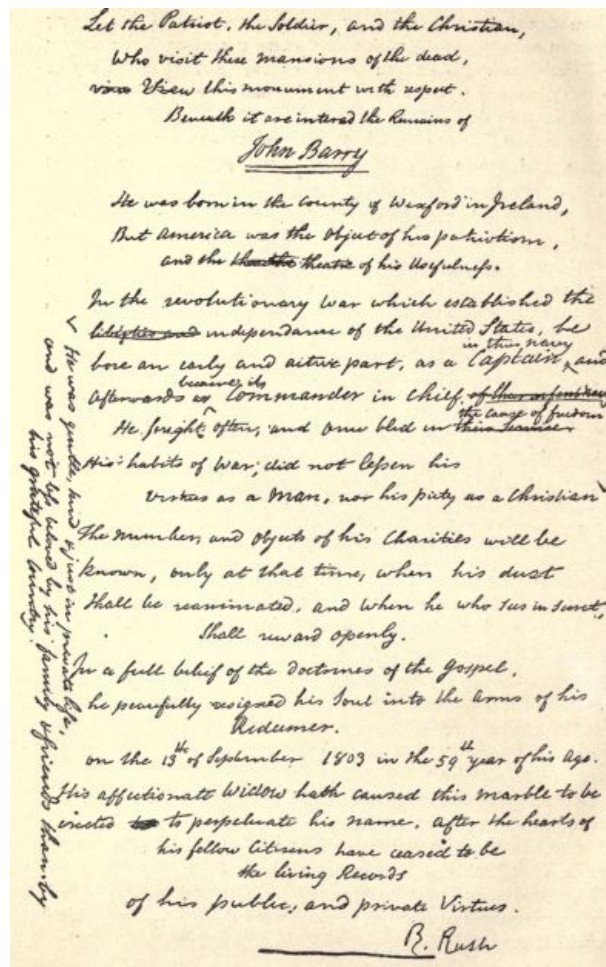 Let the Patriot, the Soldier, and the Christian,
Who visit these mansions of the dead,
View this monument with respect.
Beneath it are interred the Remains of
John Barry
He was born in the County of Wexford in Ireland,
But America was the object of his patriotism,
and the theatre of his Usefulness.
In the revolutionary war which established the
liberties and independance of the United States, he
in their navy
bore an early and active part, as a Captain, and
became its
afterwards as Commander in chief,
the cause of freedom
He fought often, and once bled in their service.
His habits of War, did not lessen his
virtues as a Man, nor his piety as a Christian
The number, and objects of his Charities will be
known, only at that time, when his dust
Shall be reanimated, and when he who sees in Secret,
Shall reward openly.
In a full belief of the doctrines of the Gospel,
he peacefully resigned his Soul into the arms of his
Redeemer.
on the 13th of September 1803 in the 59th year of his Age.
His affectionate Widow hath caused this marble to be
erected to perpetuate his name, after the hearts of
his fellow Citizens have ceased to be
the living Records
of his public, and private Virtues.
B. Rush
He was gentle, kind & just in private life,
and was not less beloved by his family & friends than by
his grateful Country.